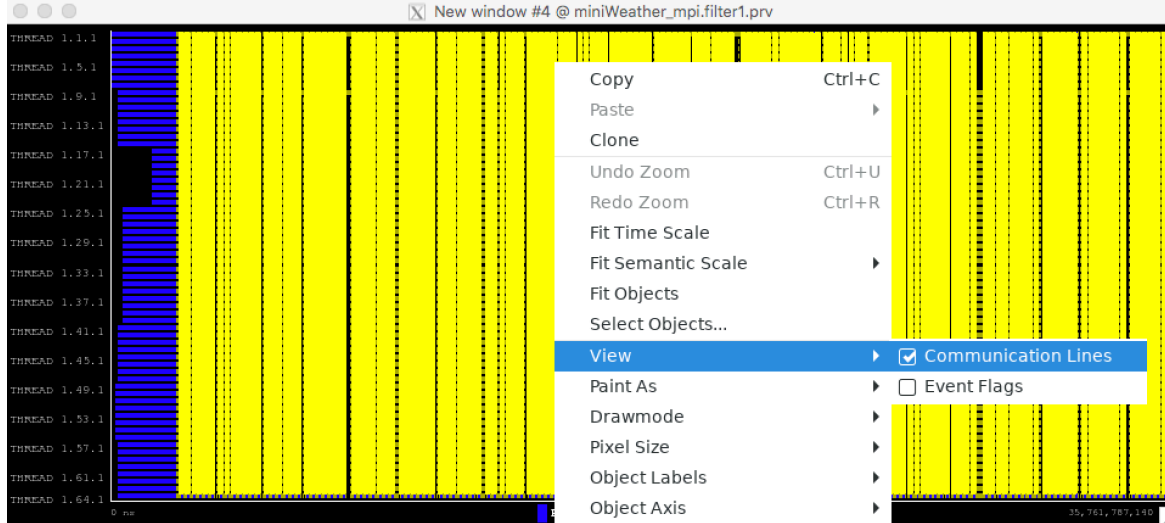 New window #4 @ miniWeather_mpi.filter1.prv
THREAD 1.1.1
THREAD 1.5.1
THREAD 1.9.1
THREAD 1.13.1
THREAD 1.17.1
THREAD 1.21.1
THREAD 1.25.1
THREAD 1.29.1
THREAD 1.33.1
THREAD 1.37.1
THREAD 1.41.1
THREAD 1.45.1
THREAD 1.49.1
THREAD 1.53.1
THREAD 1.57.1
THREAD 1.61.1
THREAD 1.64.1
Copy Ctrl+C
Paste
Clone
Undo Zoom Ctrl+U
Redo Zoom Ctrl+R
Fit Time Scale
Fit Semantic Scale
Fit Objects
Select Objects...
View
Communication Lines
Event Flags
Paint As
Drawmode
Pixel Size
Object Labels
Object Axis
0 ns
35,761,787,140